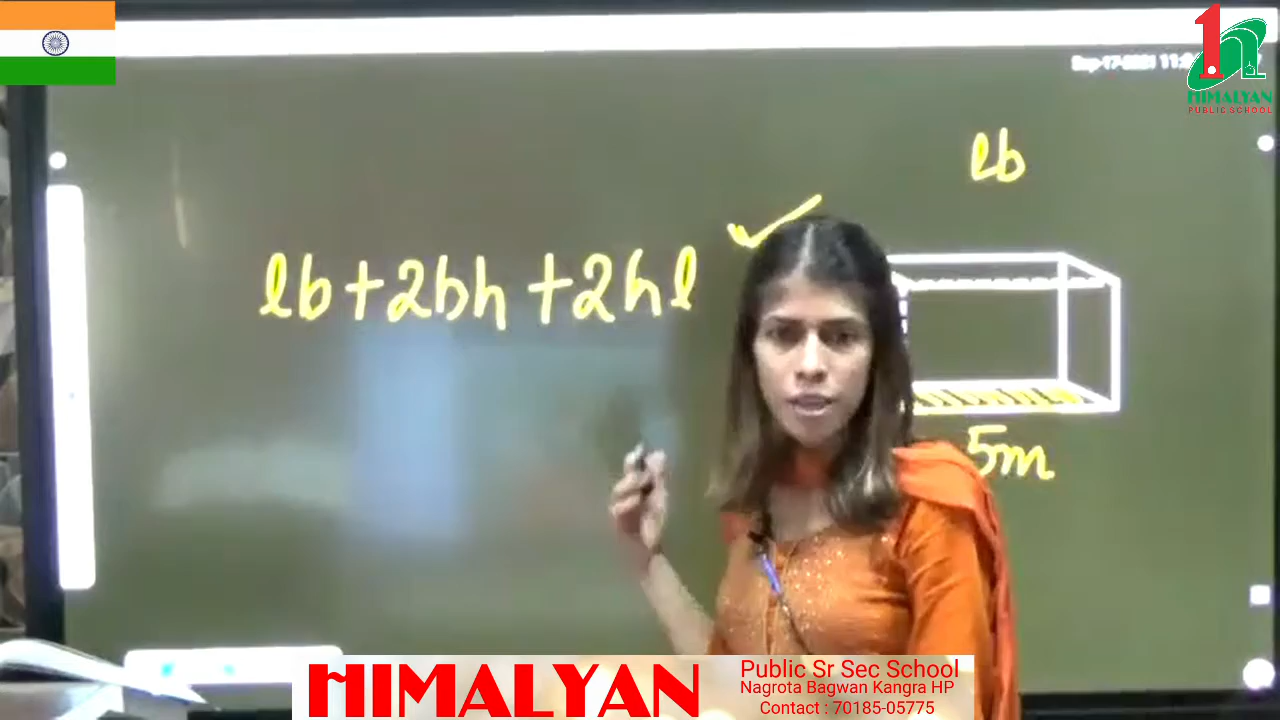 HIMALYAN
PUBLIC SCHOOL
lb
lb+2bh+2hl
5m
HIMALYAN
Public Sr Sec School
Nagrota Bagwan Kangra HP
Contact : 70185-05775